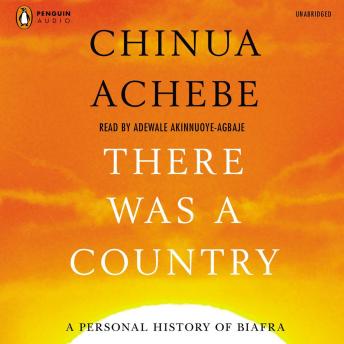 PENGUIN
AUDIO
UNABRIDGED
CHINUA
ACHEBE
READ BY ADEWALE AKINNUOYE-AGBAJE
THERE
WAS A
COUNTRY
A PERSONAL HISTORY OF BIAFRA